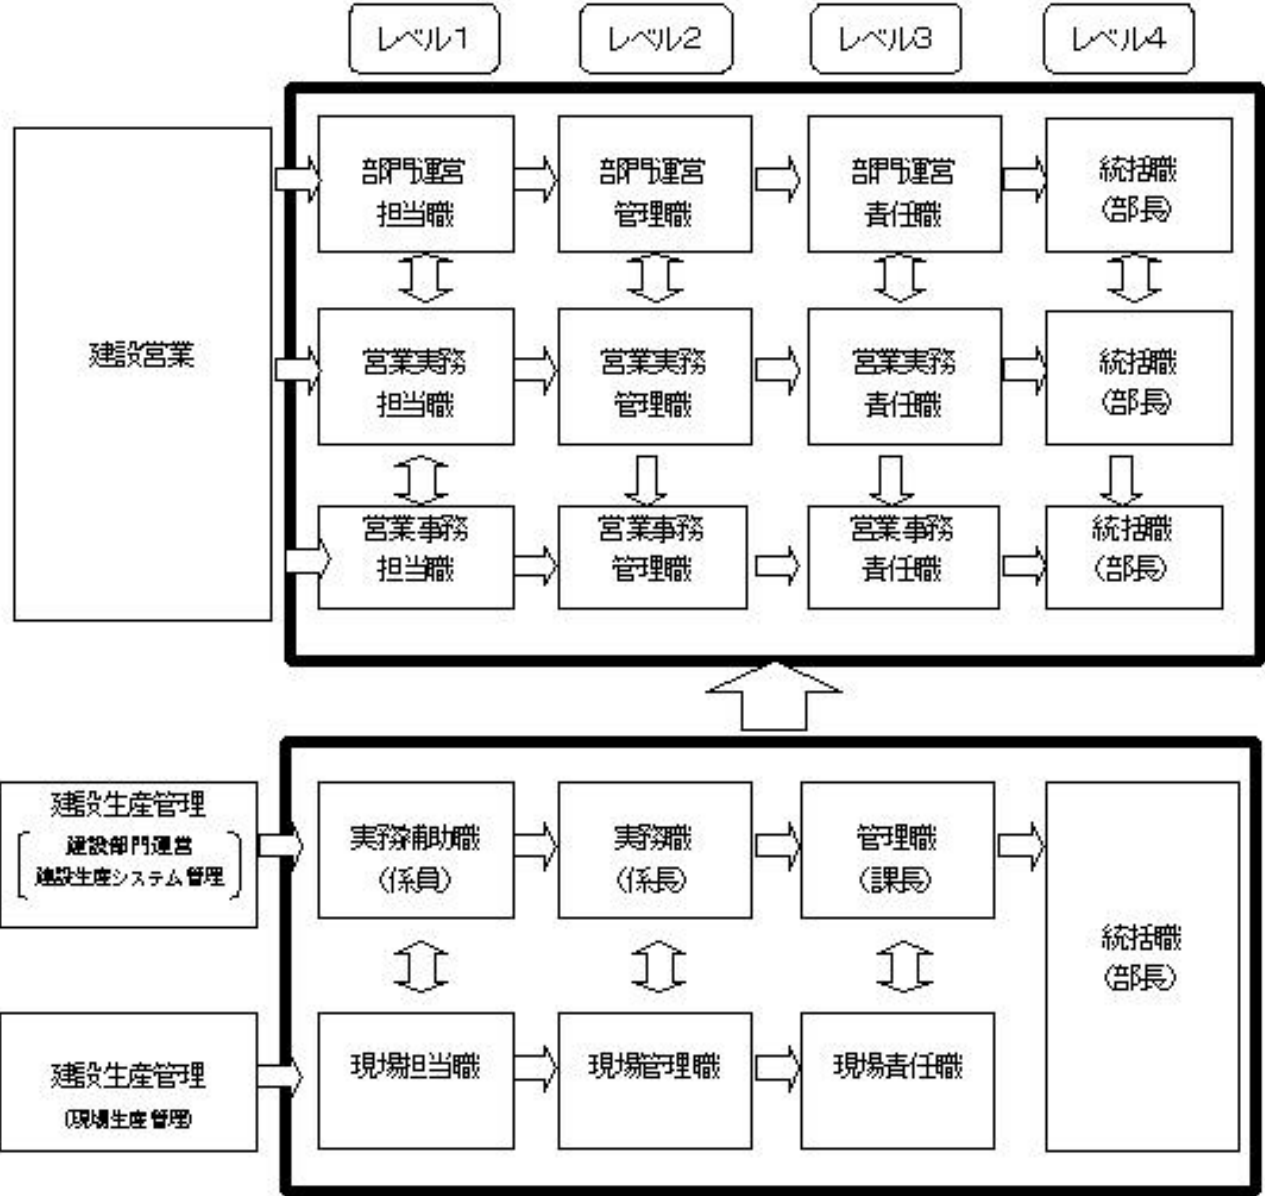 レベル1
レベル2
レベル3
レベル4
建設営業
部門運営
担当職
部門運営
管理職
部門運営
責任職
統括職
(部長)
営業実務
担当職
営業実務
管理職
営業実務
責任職
統括職
(部長)
営業事務
担当職
営業事務
管理職
営業事務
責任職
統括職
(部長)
建設生産管理
建設部門運営
建設生産システム管理
実務補助職
(係員)
実務職
(係長)
管理職
(課長)
統括職
(部長)
建設生産管理
(現場生産管理)
現場担当職
現場管理職
現場責任職